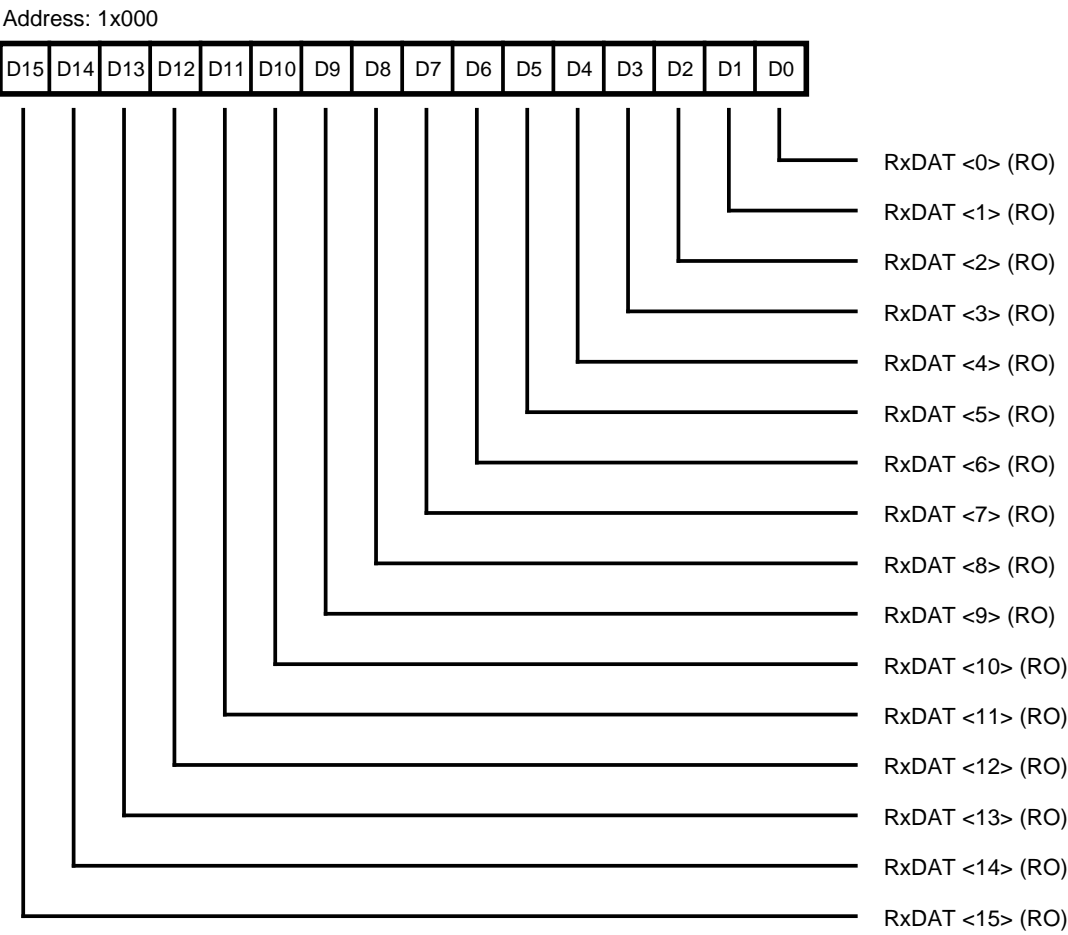 Address: 1x000
D15 D14 D13 D12 D11 D10 D9 D8 D7 D6 D5 D4 D3 D2 D1 D0
RxDAT <0> (RO)
RxDAT <1> (RO)
RxDAT <2> (RO)
RxDAT <3> (RO)
RxDAT <4> (RO)
RxDAT <5> (RO)
RxDAT <6> (RO)
RxDAT <7> (RO)
RxDAT <8> (RO)
RxDAT <9> (RO)
RxDAT <10> (RO)
RxDAT <11> (RO)
RxDAT <12> (RO)
RxDAT <13> (RO)
RxDAT <14> (RO)
RxDAT <15> (RO)